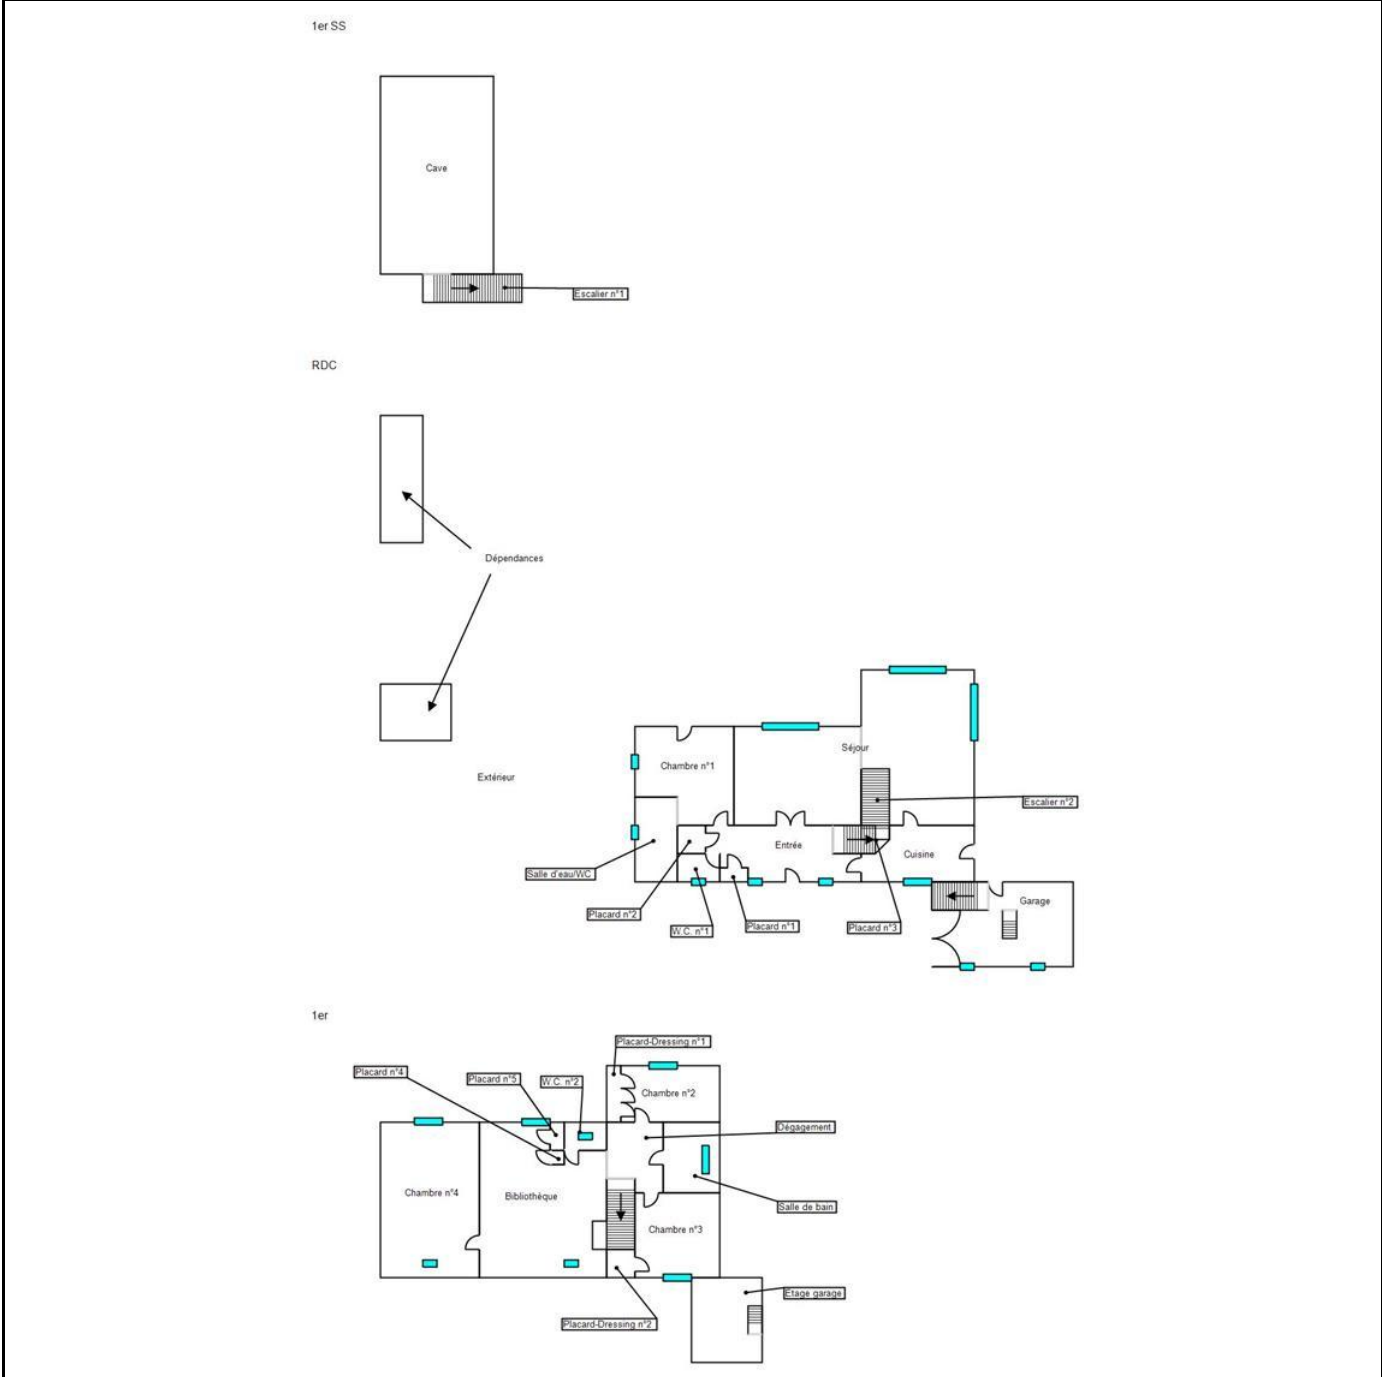 1er SS
Cave
Escalier n°1
RDC
Dépendances
Séjour
Chambre n°1
Extérieur
Escalier n°2
Entrée
Cuisine
Salle d'eau/WC
Garage
Placard n°2
W.C. n°1
Placard n°1
Placard n°3
1er
Placard-Dressing n°1
Placard n°4
Placard n°5
W.C. n°2
Chambre n°2
Dégagement
Chambre n°4
Bibliothèque
Salle de bain
Chambre n°3
Etage garage
Placard-Dressing n°2